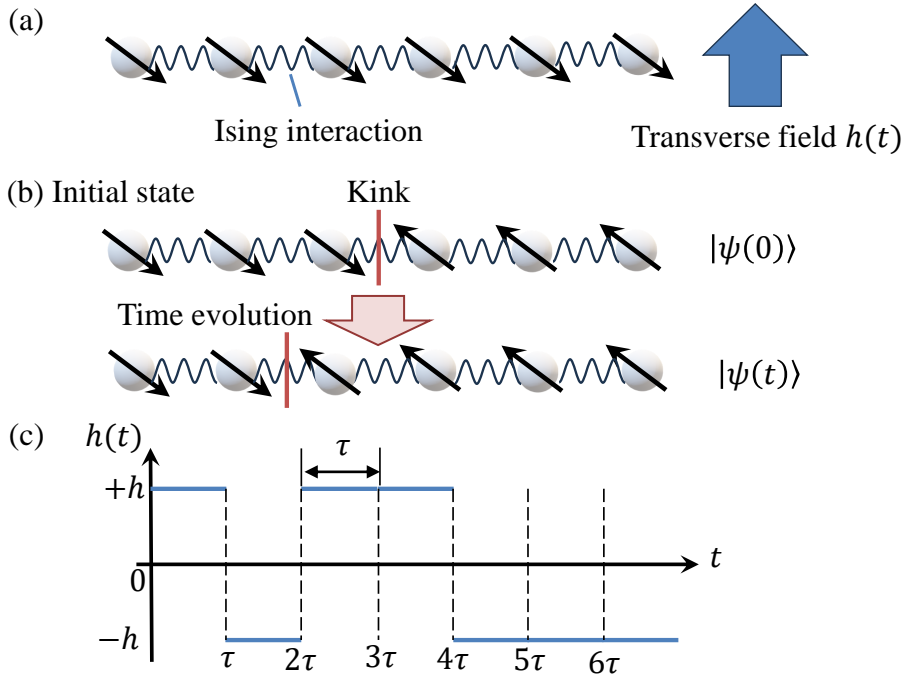 (a)
Ising interaction
Transverse field h(t)
(b) Initial state Kink
|ψ(0)⟩
Time evolution
|ψ(t)⟩
(c) h(t)
τ
+h
0
t
−h
τ 2τ 3τ 4τ 5τ 6τ